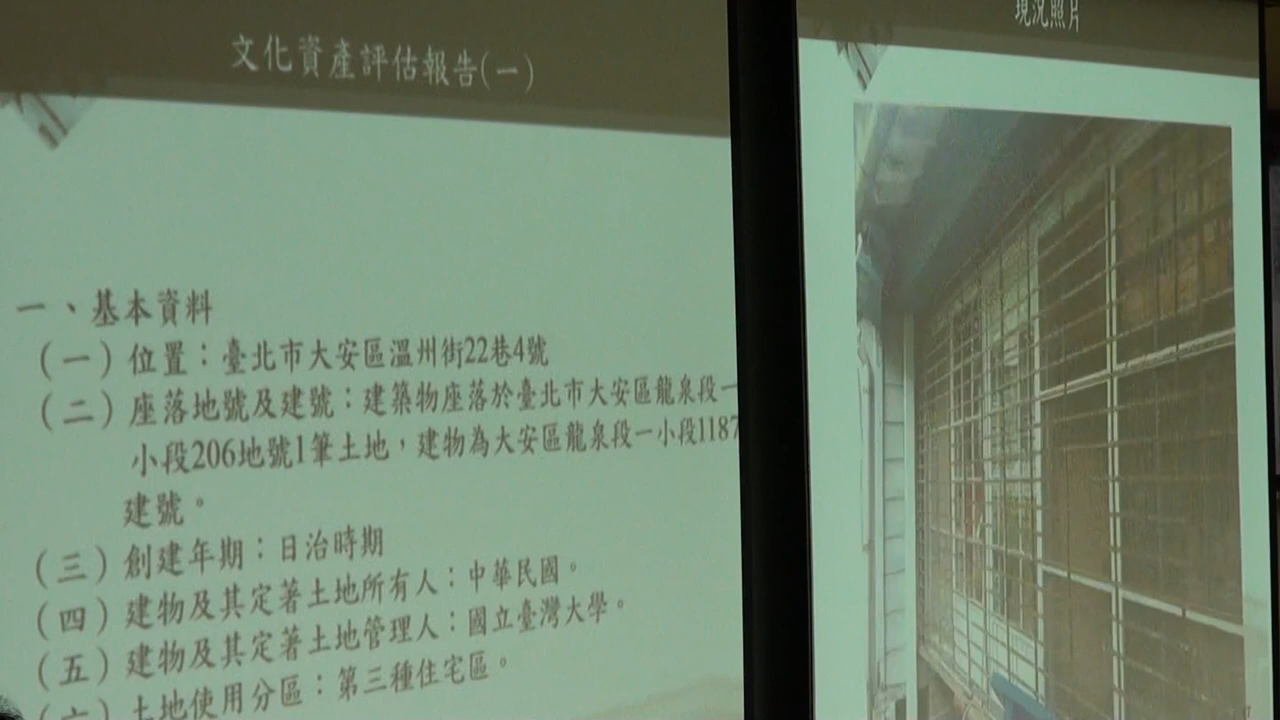 文化資產評估報告(一)
一、基本資料
(一)位置：臺北市大安區溫州街22巷4號
(二)座落地號及建號：建築物座落於臺北市大安區龍泉段一
小段206地號1筆土地，建物為大安區龍泉段一小段1187
建號。
(三)創建年期：日治時期
(四)建物及其定著土地所有人：中華民國。
(五)建物及其定著土地管理人：國立臺灣大學。
(六)土地使用分區：第三種住宅區。
現況照片